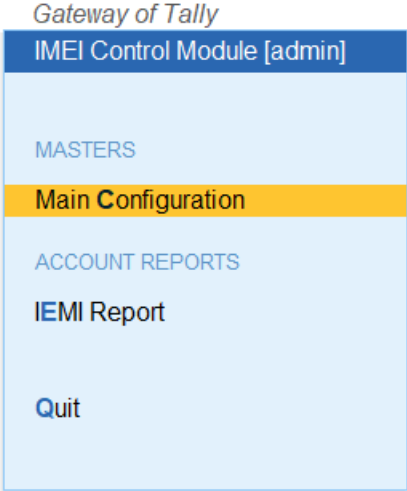 Gateway of Tally
IMEI Control Module [admin]
MASTERS
Main Configuration
ACCOUNT REPORTS
IEMI Report
Quit